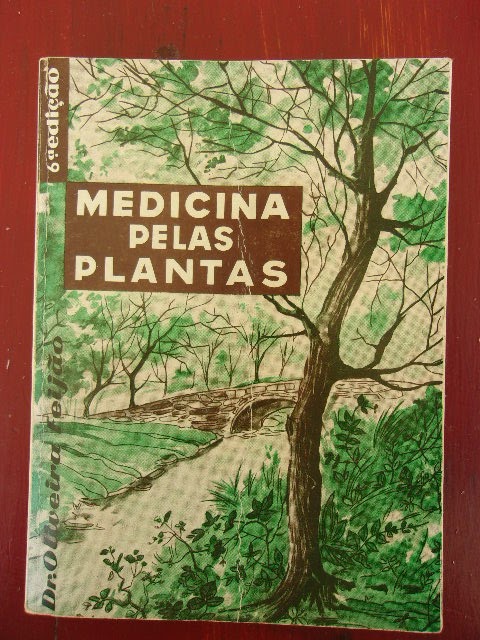 6ª edição
MEDICINA
PELAS
PLANTAS
Dr. Oliveira Feijão